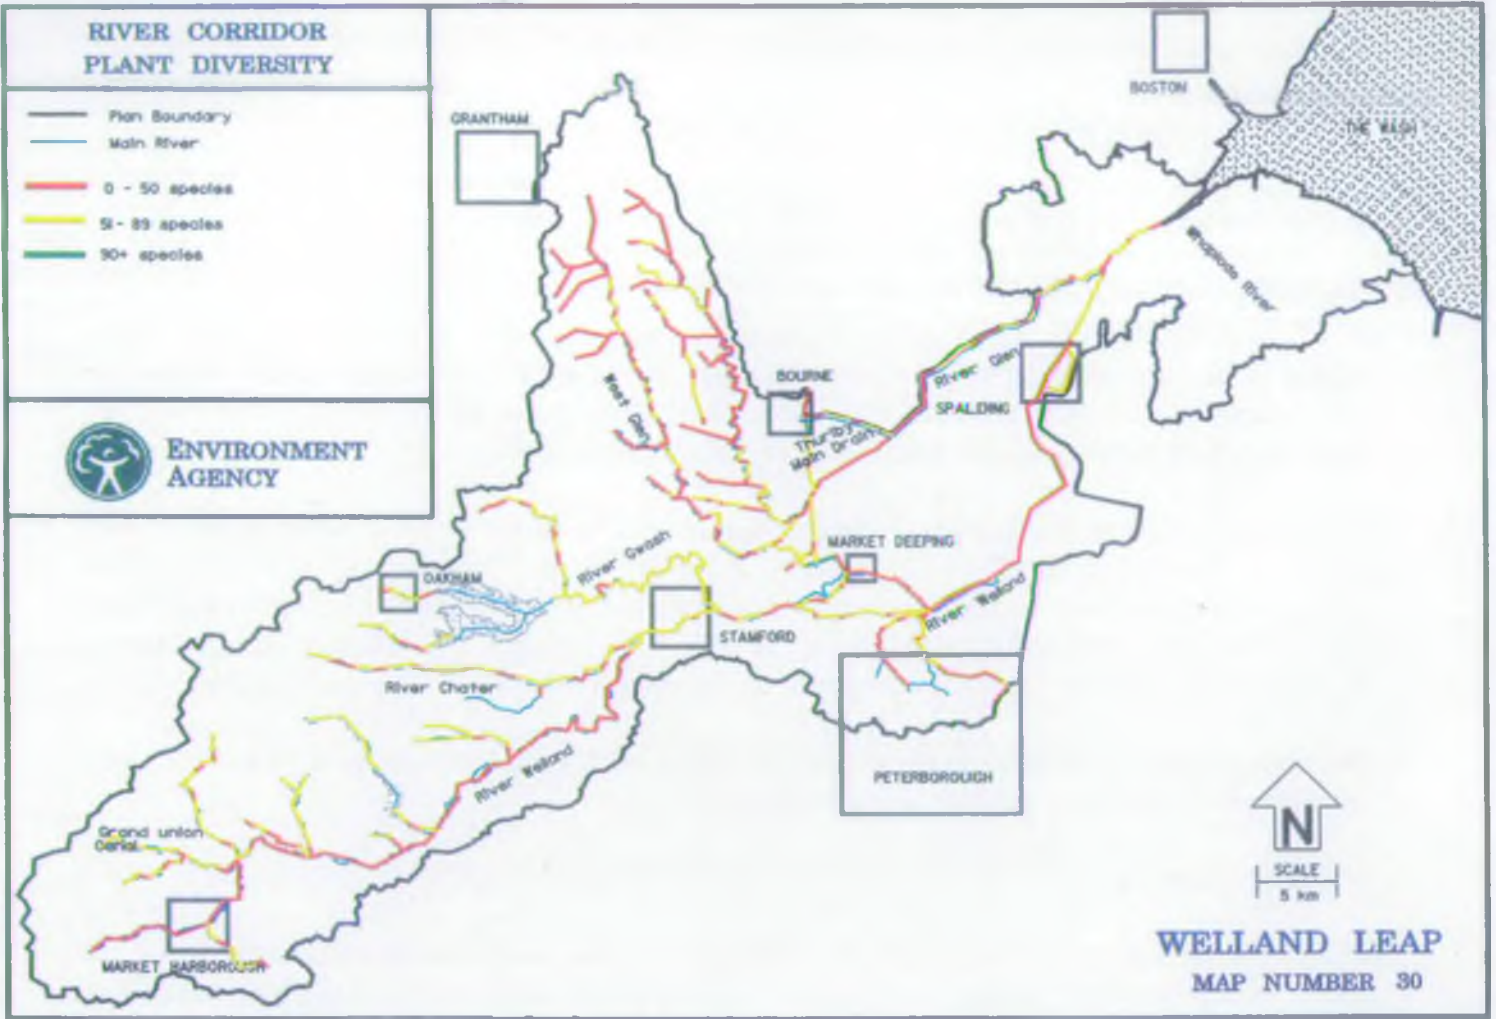 RIVER CORRIDOR
PLANT DIVERSITY
Plan Boundary
Main River
0 - 50 species
51 - 89 species
90+ species
ENVIRONMENT
AGENCY
GRANTHAM
BOSTON
THE WASH
Whaplode River
BOURNE
River Glen
SPALDING
West Glen
Thurlby
Main Drain
MARKET DEEPING
River Gwash
OAKHAM
River Welland
STAMFORD
River Chater
River Welland
PETERBOROUGH
Grand union
Canal
MARKET HARBOROUGH
N
SCALE
5 km
WELLAND LEAP
MAP NUMBER 30